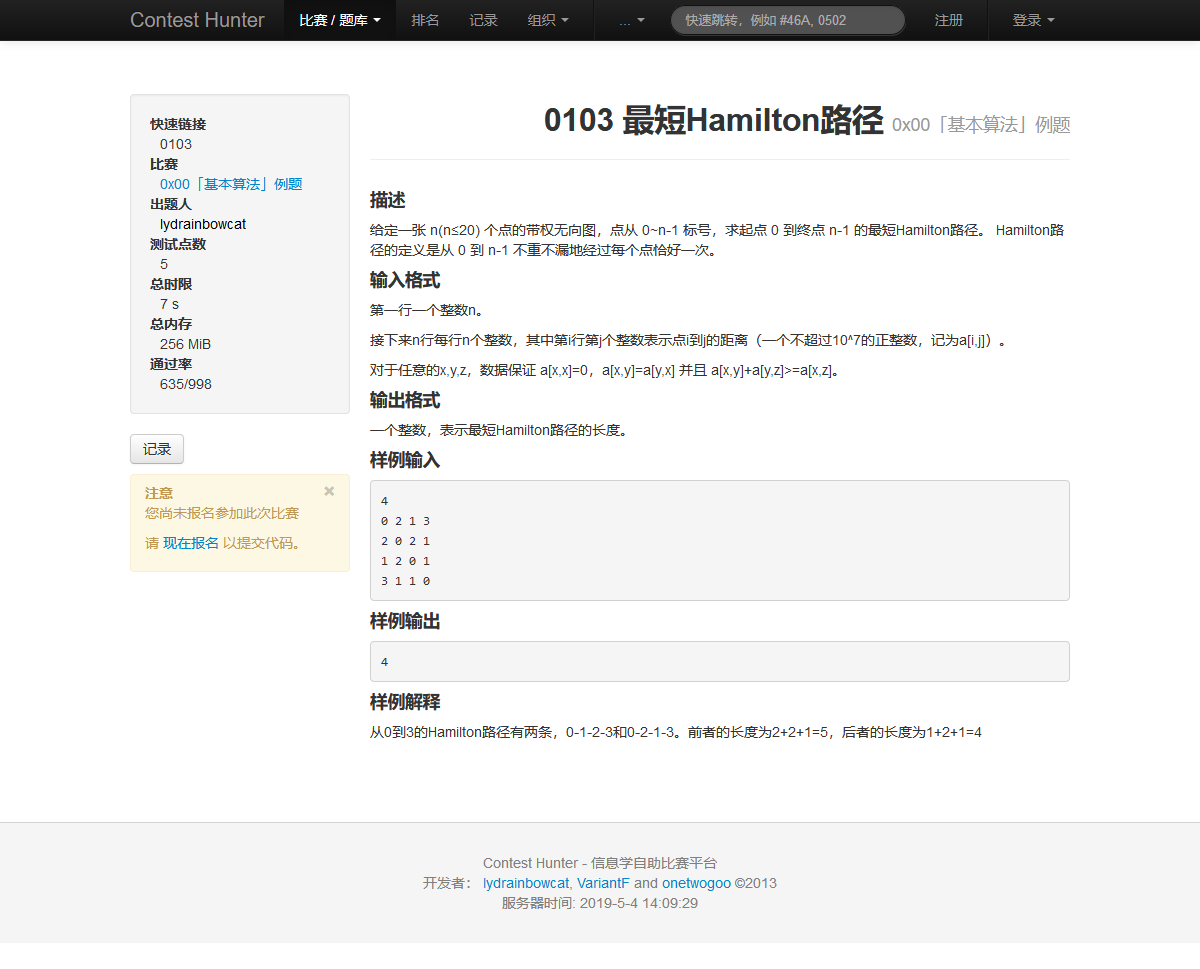 Contest Hunter 比赛 / 题库 排名 记录 组织 ... 快速跳转，例如 #46A, 0502 注册 登录
快速链接
0103
比赛
0x00「基本算法」例题
出题人
lydrainbowcat
测试点数
5
总时限
7 s
总内存
256 MiB
通过率
635/998
记录
注意 ×
您尚未报名参加此次比赛
请 现在报名 以提交代码。
0103 最短Hamilton路径 0x00「基本算法」例题
描述
给定一张 n(n≤20) 个点的带权无向图，点从 0~n-1 标号，求起点 0 到终点 n-1 的最短Hamilton路径。 Hamilton路
径的定义是从 0 到 n-1 不重不漏地经过每个点恰好一次。
输入格式
第一行一个整数n。
接下来n行每行n个整数，其中第i行第j个整数表示点i到j的距离（一个不超过10^7的正整数，记为a[i,j]）。
对于任意的x,y,z，数据保证 a[x,x]=0，a[x,y]=a[y,x] 并且 a[x,y]+a[y,z]>=a[x,z]。
输出格式
一个整数，表示最短Hamilton路径的长度。
样例输入
4
0 2 1 3
2 0 2 1
1 2 0 1
3 1 1 0
样例输出
4
样例解释
从0到3的Hamilton路径有两条，0-1-2-3和0-2-1-3。前者的长度为2+2+1=5，后者的长度为1+2+1=4
Contest Hunter - 信息学自助比赛平台
开发者： lydrainbowcat, VariantF and onetwogoo ©2013
服务器时间: 2019-5-4 14:09:29